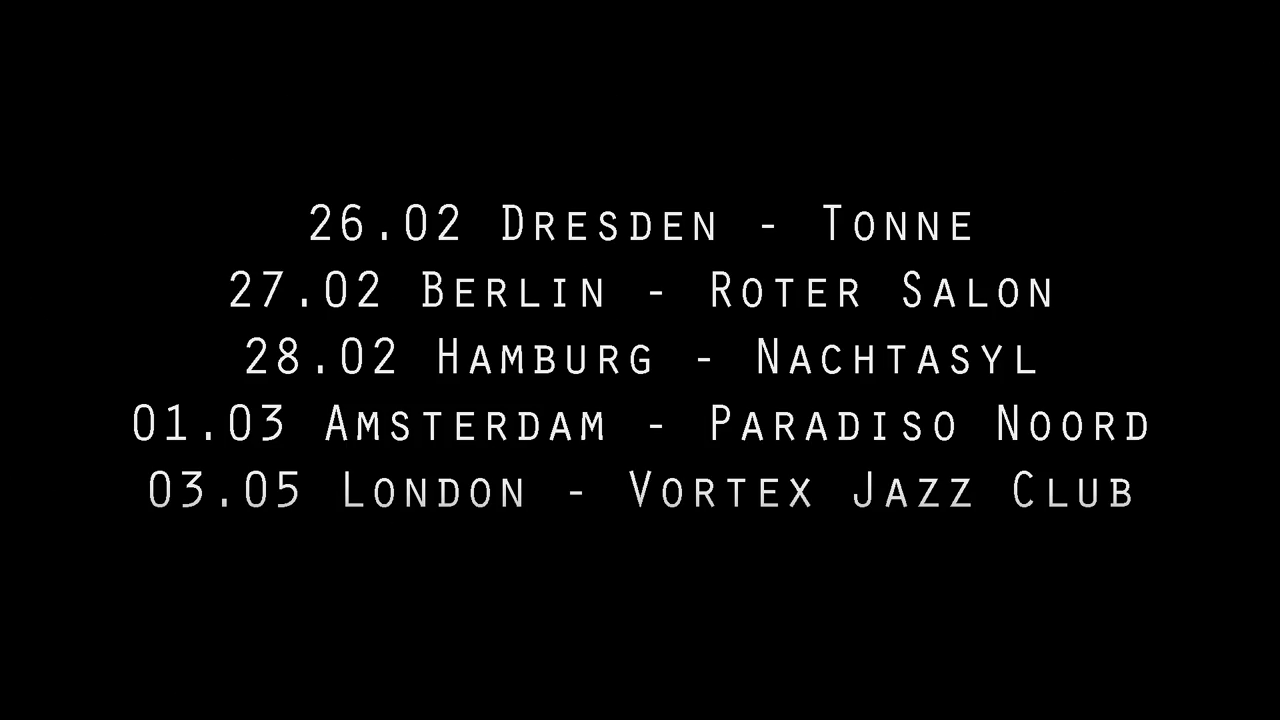 26.02 Dresden - Tonne
27.02 Berlin - Roter Salon
28.02 Hamburg - Nachtasyl
01.03 Amsterdam - Paradiso Noord
03.05 London - Vortex Jazz Club